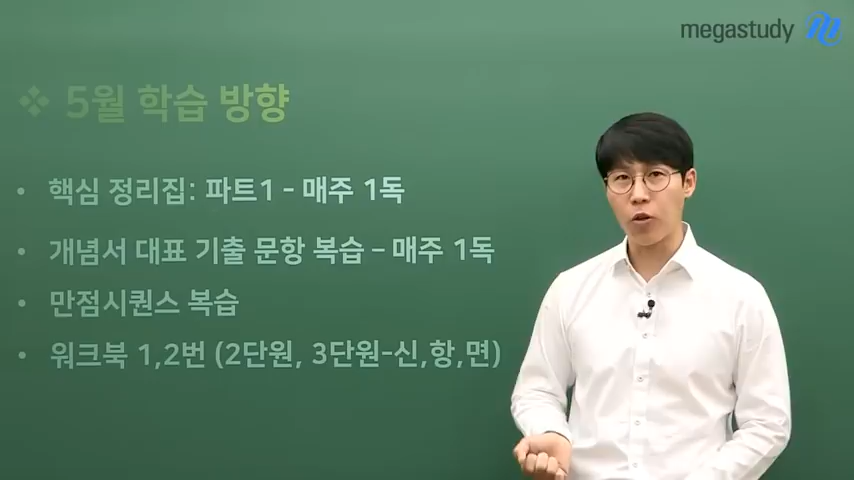 megastudy
❖ 5월 학습 방향
• 핵심 정리집: 파트1 - 매주 1독
• 개념서 대표 기출 문항 복습 - 매주 1독
• 만점시퀀스 복습
• 워크북 1,2번 (2단원, 3단원-신,항,면)